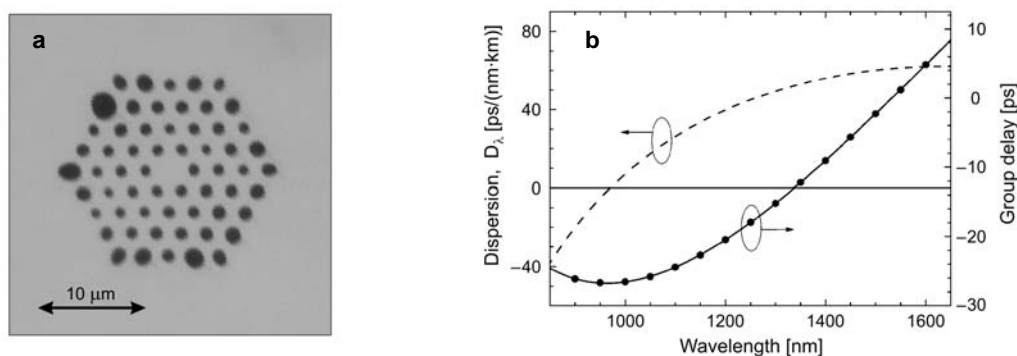 a
10 μm
b
Dispersion, D_λ [ps/(nm·km)]
80
40
0
−40
10
0
−10
−20
−30
Group delay [ps]
1000
1200
1400
1600
Wavelength [nm]